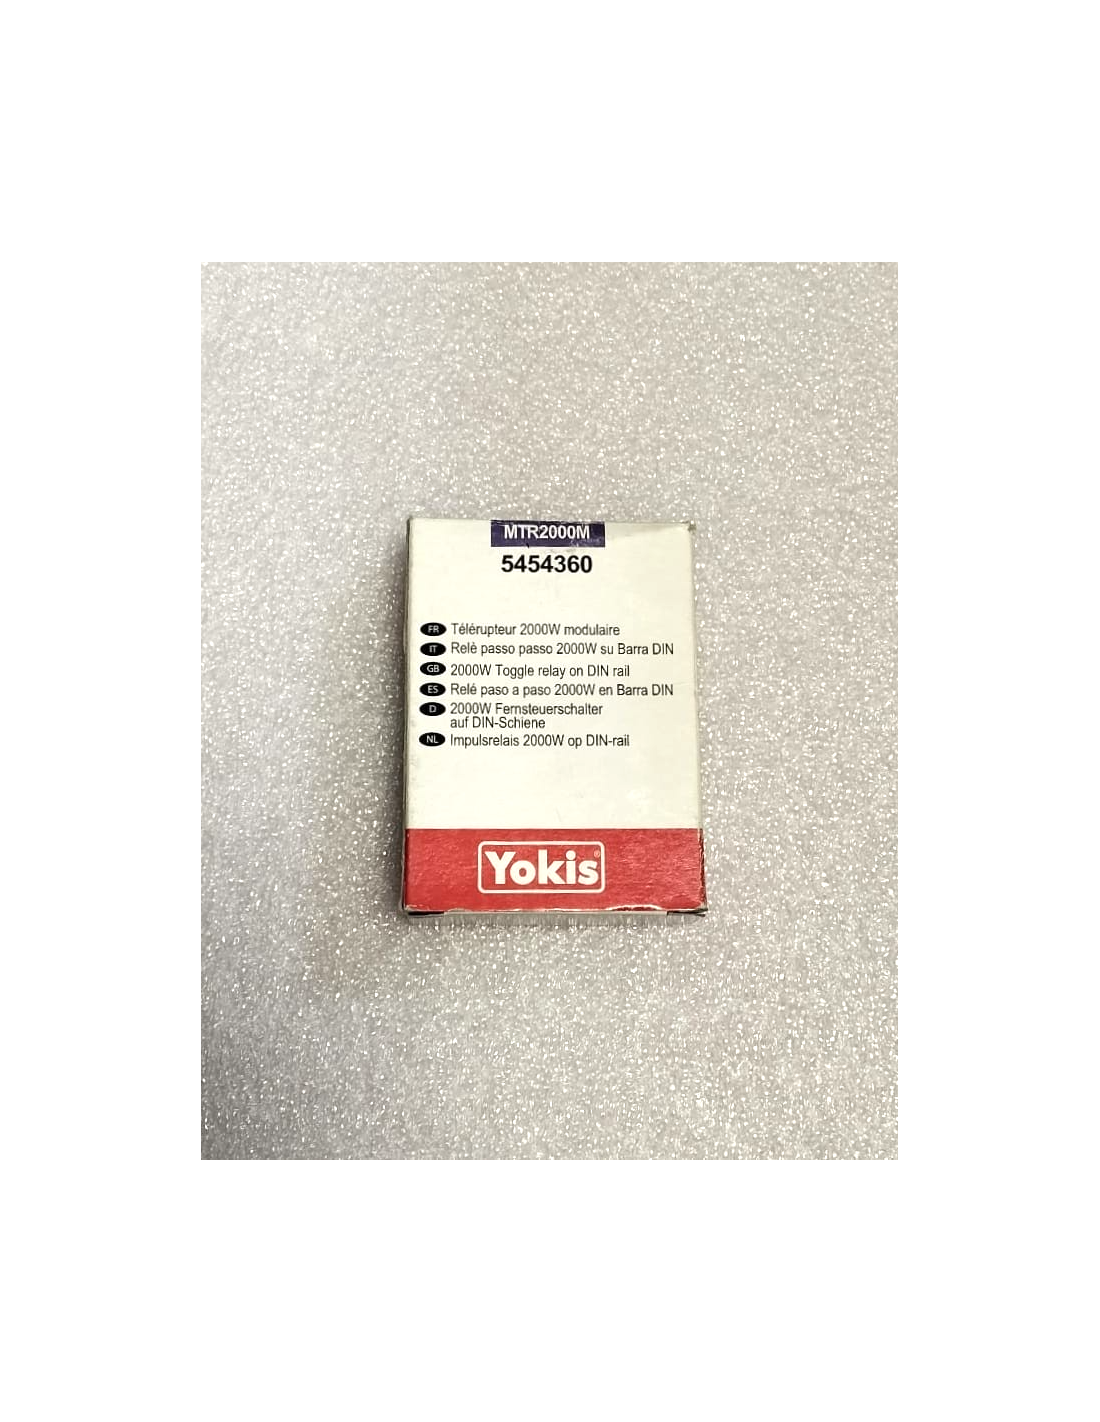 MTR2000M
5454360
FR Télérupteur 2000W modulaire
IT Relè passo passo 2000W su Barra DIN
GB 2000W Toggle relay on DIN rail
ES Relé paso a paso 2000W en Barra DIN
D 2000W Fernsteuerschalter
auf DIN-Schiene
NL Impulsrelais 2000W op DIN-rail
Yokis®